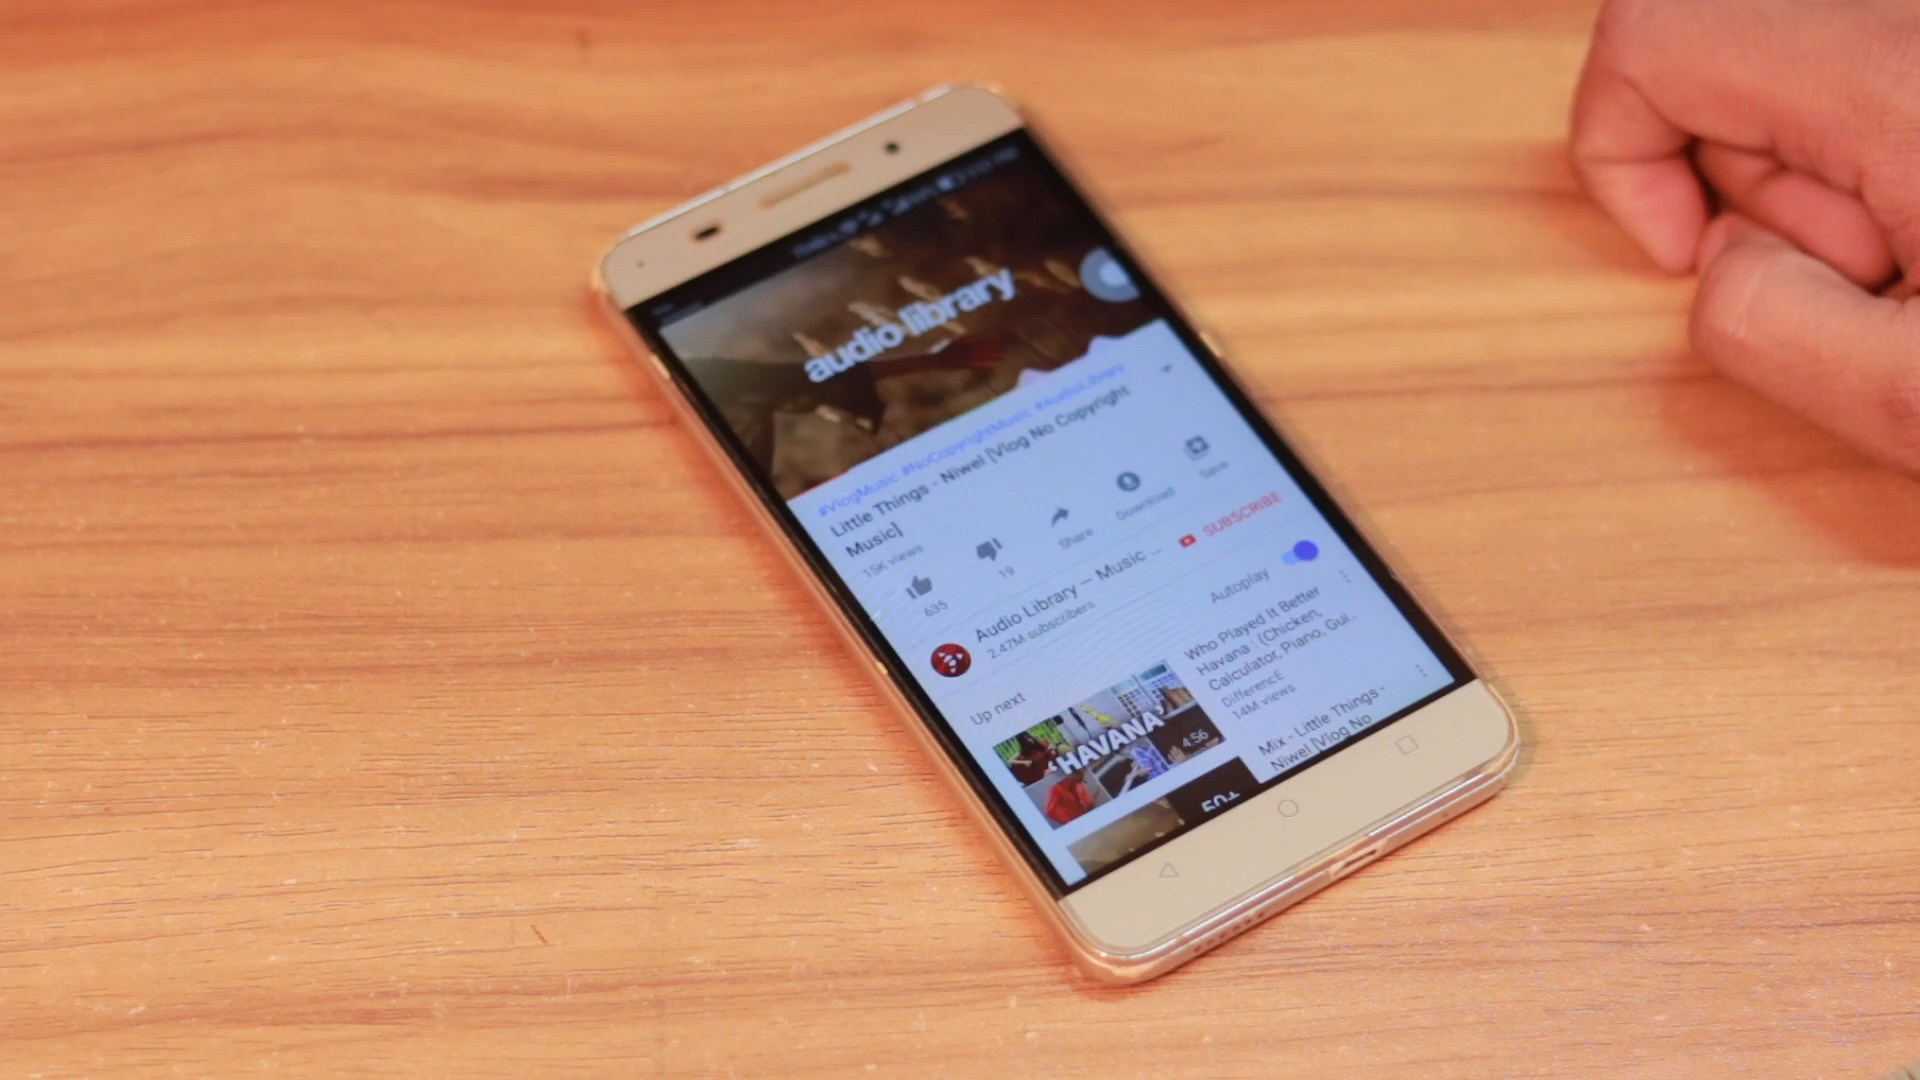 audio library
#VlogMusic #NoCopyrightMusic #AudioLibrary
Little Things - Niwel [Vlog No Copyright
Music]
15K views
635
19
Share
Download
Save
Audio Library — Music ...
2.47M subscribers
SUBSCRIBE
Up next
Autoplay
'HAVANA'
4:56
Who Played It Better
Havana : (Chicken,
Calculator, Piano, Gui..
DifferencE
14M views
50+
Mix - Little Things -
Niwel [Vlog No